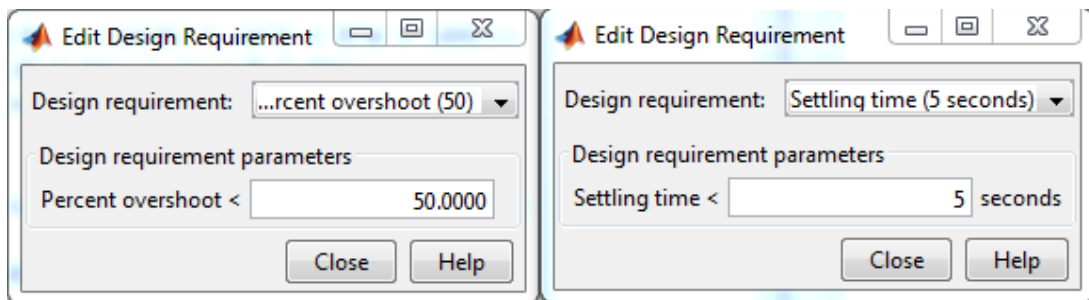 Edit Design Requirement
Design requirement: ...rcent overshoot (50)
Design requirement parameters
Percent overshoot < 50.0000
Close Help
Edit Design Requirement
Design requirement: Settling time (5 seconds)
Design requirement parameters
Settling time < 5 seconds
Close Help